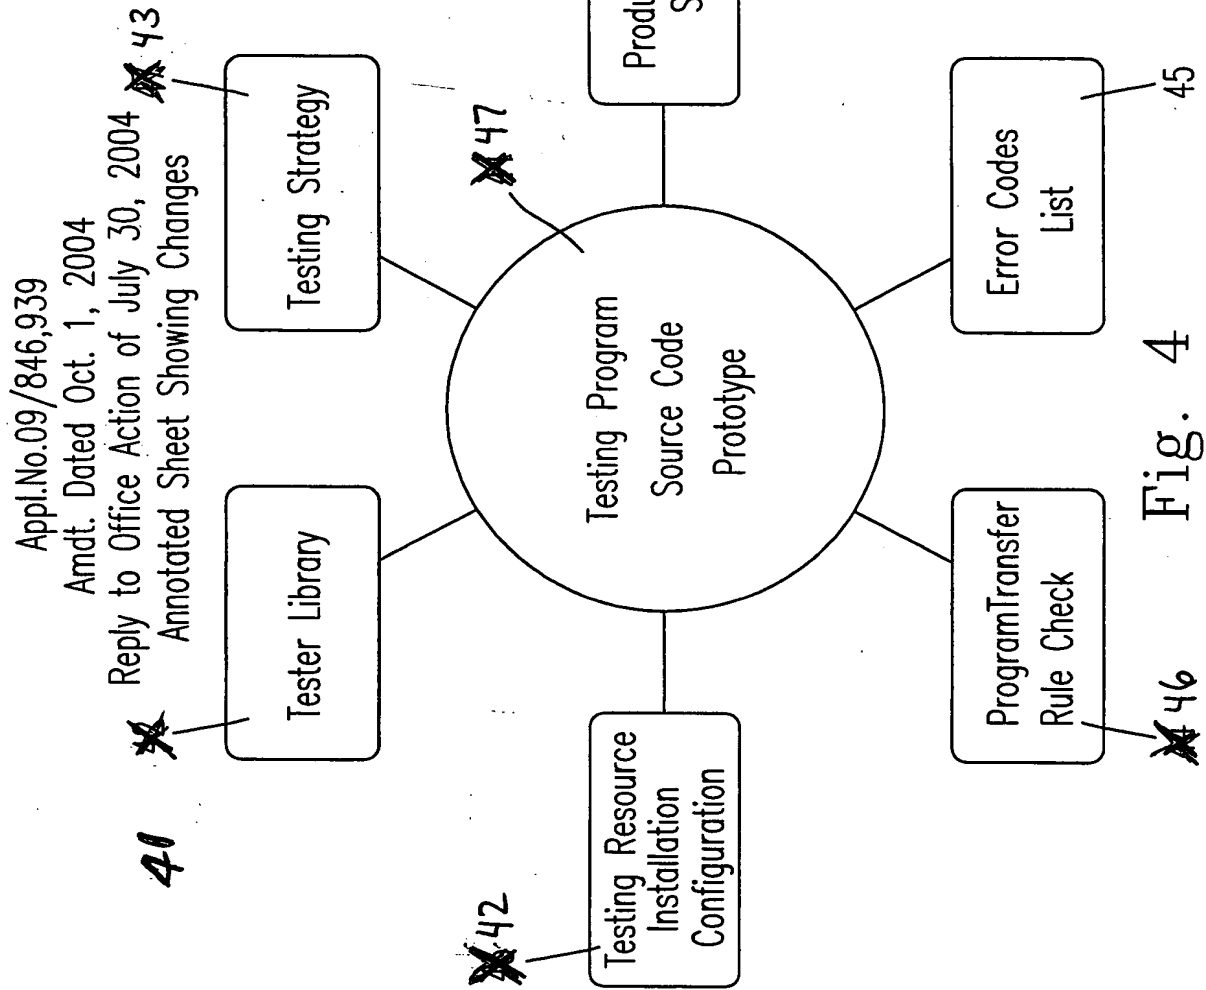 Appl.No.09/846,939
Amdt. Dated Oct. 1, 2004
Reply to Office Action of July 30, 2004
Annotated Sheet Showing Changes
41
Tester Library
43
Testing Strategy
42
Testing Resource
Installation
Configuration
47
Testing Program
Source Code
Prototype
46
ProgramTransfer
Rule Check
45
Error Codes
List
Fig. 4